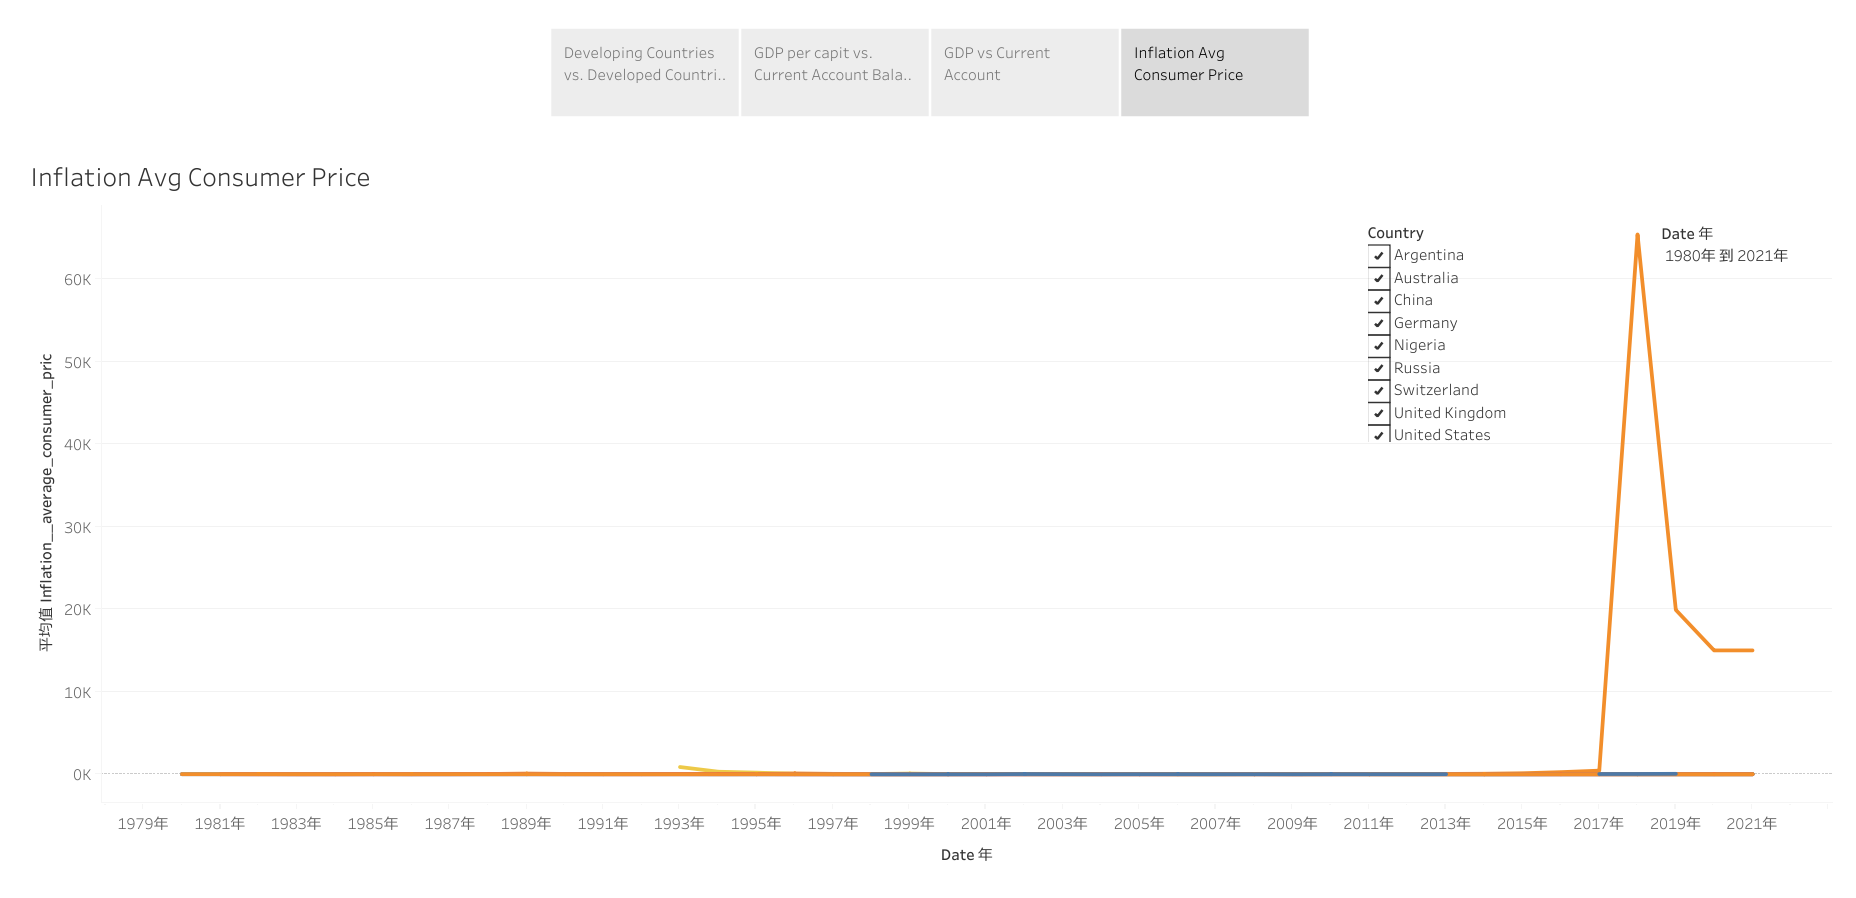 Developing Countries
vs. Developed Countri..
GDP per capit vs.
Current Account Bala..
GDP vs Current
Account
Inflation Avg
Consumer Price
Inflation Avg Consumer Price
Country
Argentina
Australia
China
Germany
Nigeria
Russia
Switzerland
United Kingdom
United States
Date 年
1980年 到 2021年
平均值 Inflation__average_consumer_pric
60K
50K
40K
30K
20K
10K
0K
1979年 1981年 1983年 1985年 1987年 1989年 1991年 1993年 1995年 1997年 1999年 2001年 2003年 2005年 2007年 2009年 2011年 2013年 2015年 2017年 2019年 2021年
Date 年